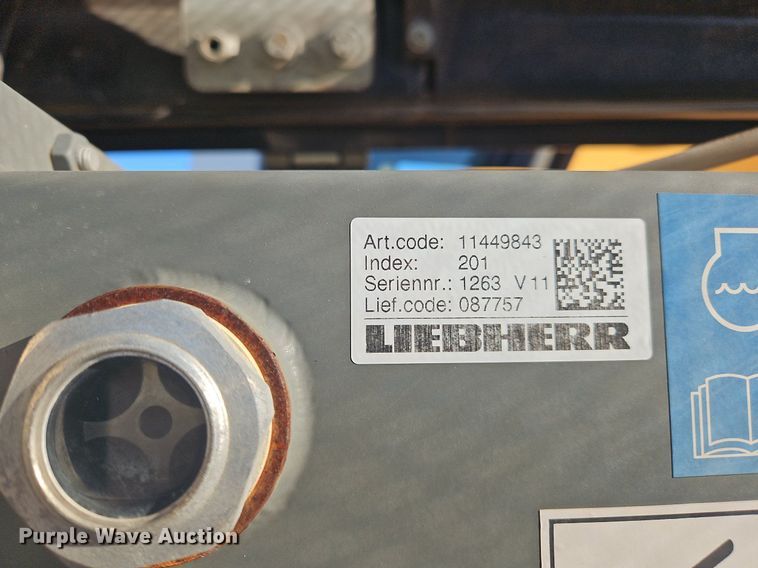 Art.code: 11449843
Index: 201
Seriennr.: 1263 V11
Lief.code: 087757
LIEBHERR
Purple Wave Auction